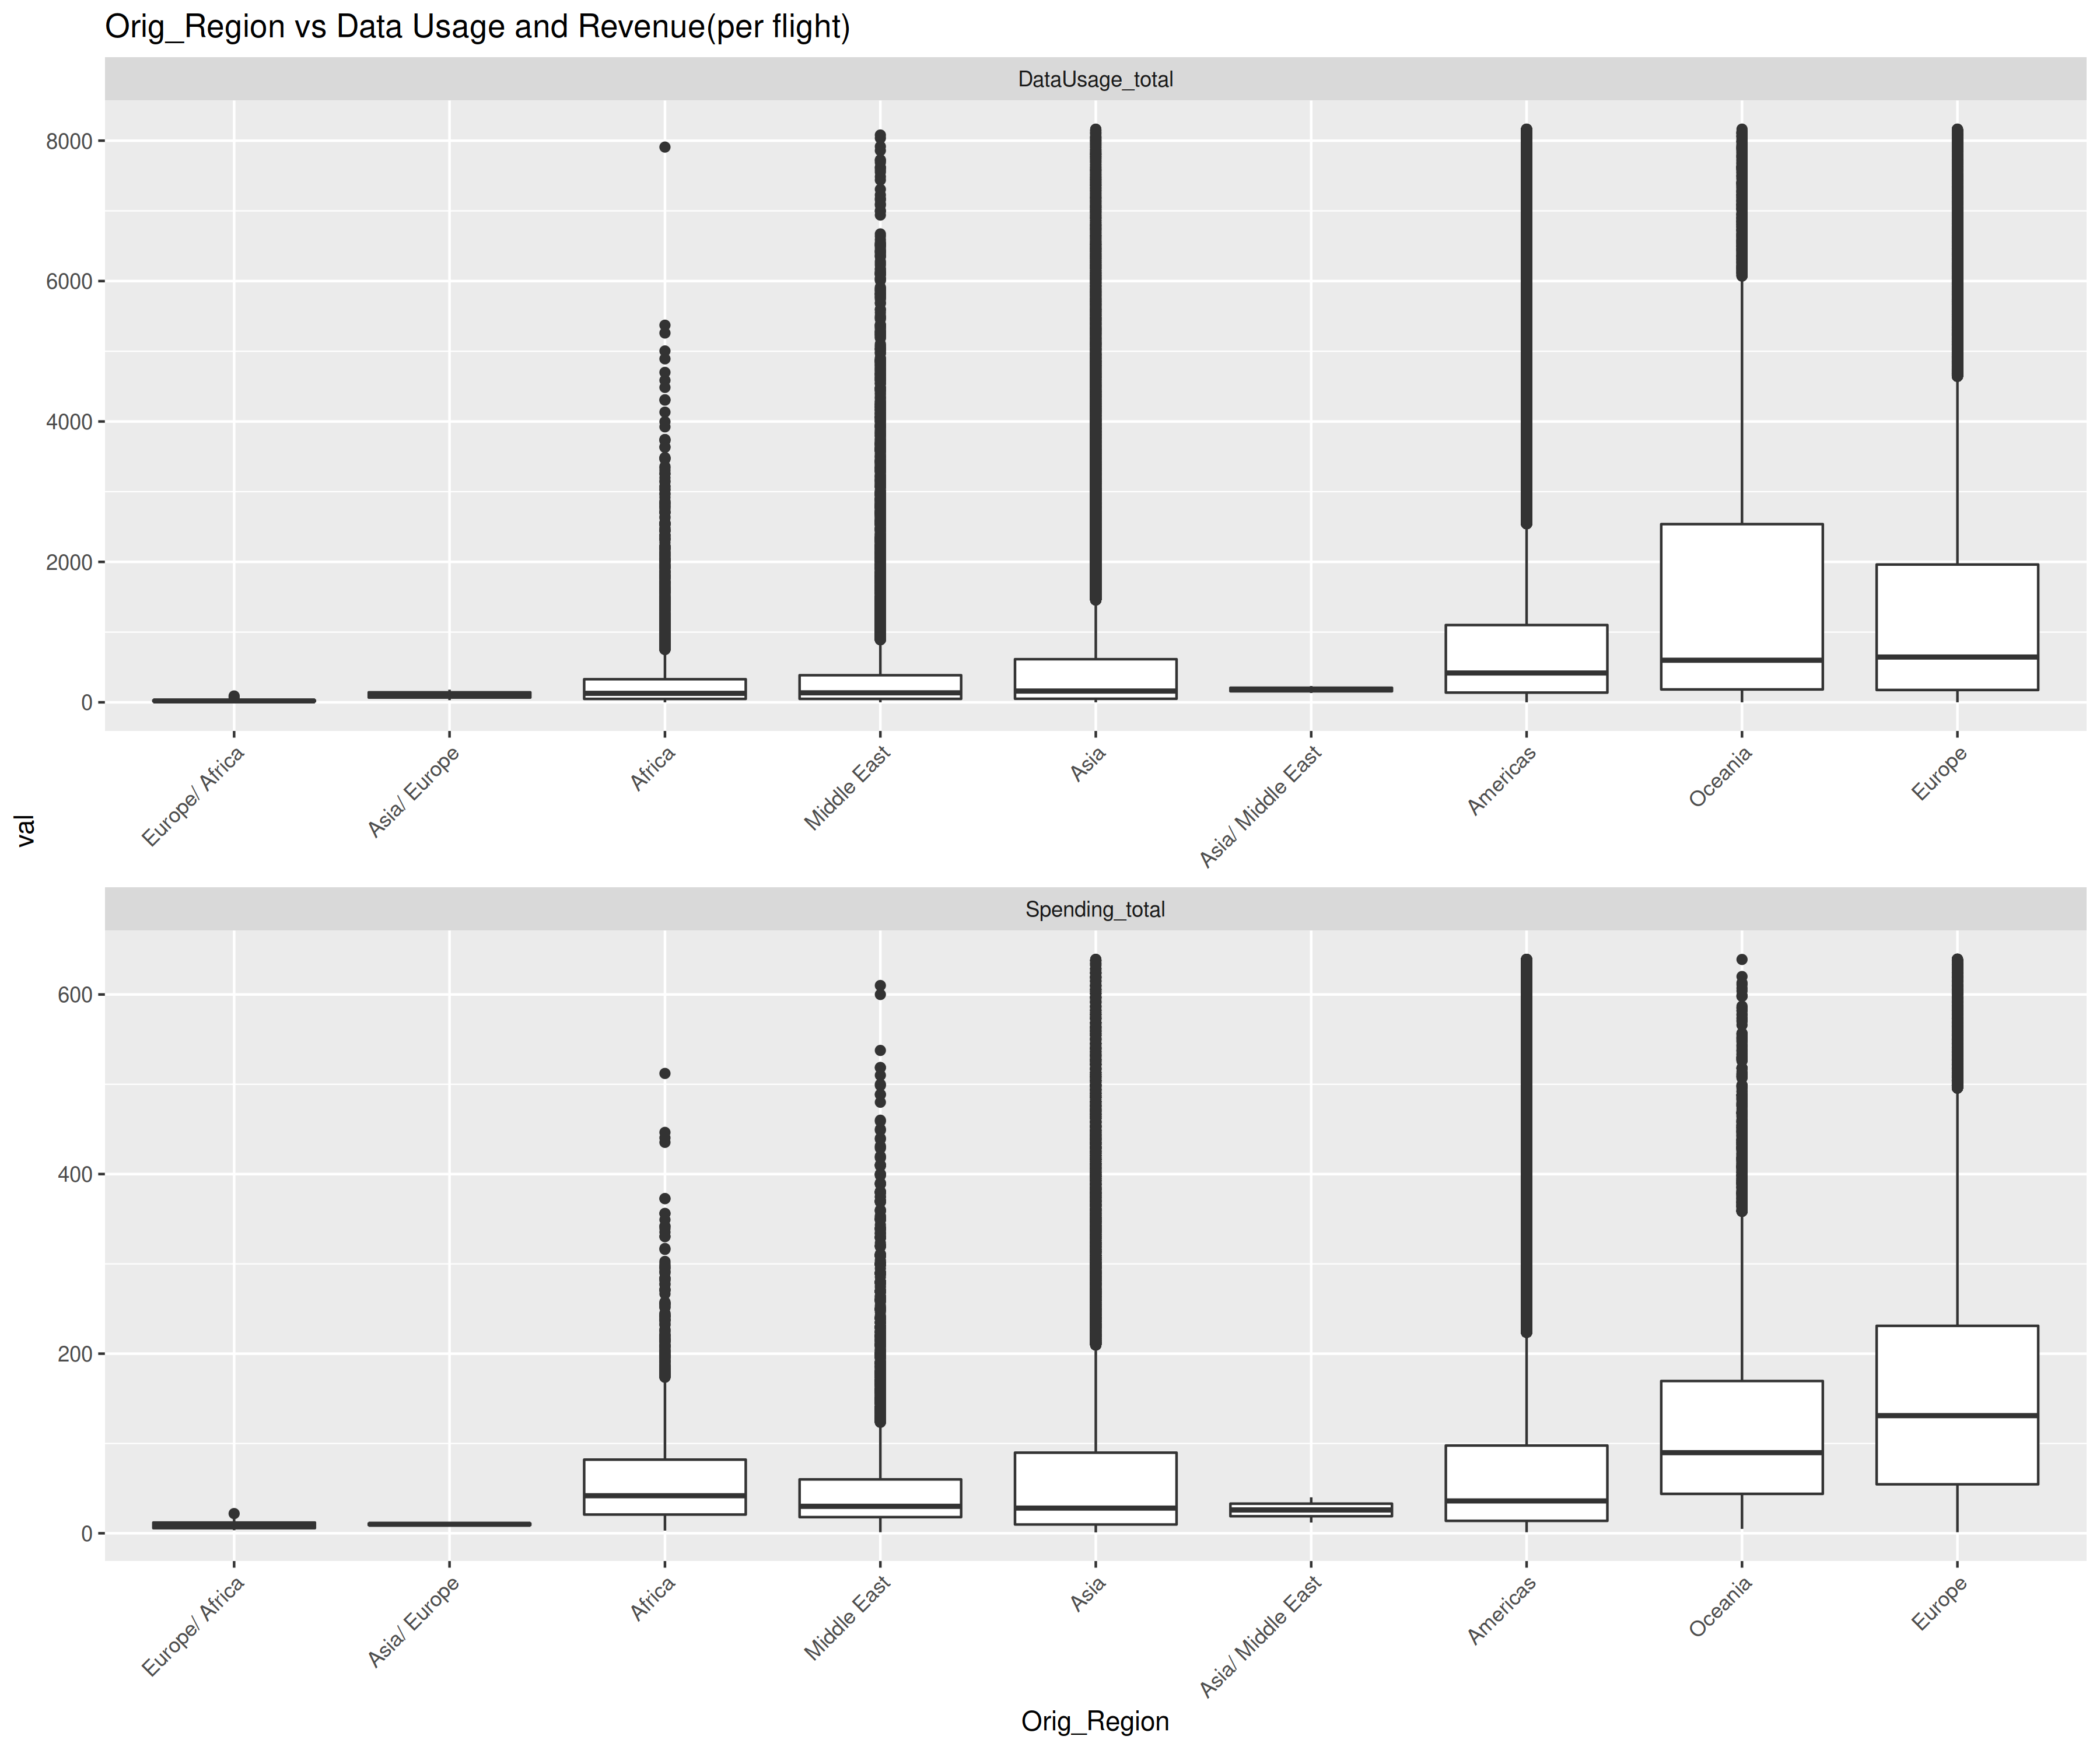 Orig_Region vs Data Usage and Revenue(per flight)
DataUsage_total
8000
6000
4000
2000
0
Europe/ Africa
Asia/ Europe
Africa
Middle East
Asia
Asia/ Middle East
Americas
Oceania
Europe
val
Spending_total
600
400
200
0
Europe/ Africa
Asia/ Europe
Africa
Middle East
Asia
Asia/ Middle East
Americas
Oceania
Europe
Orig_Region